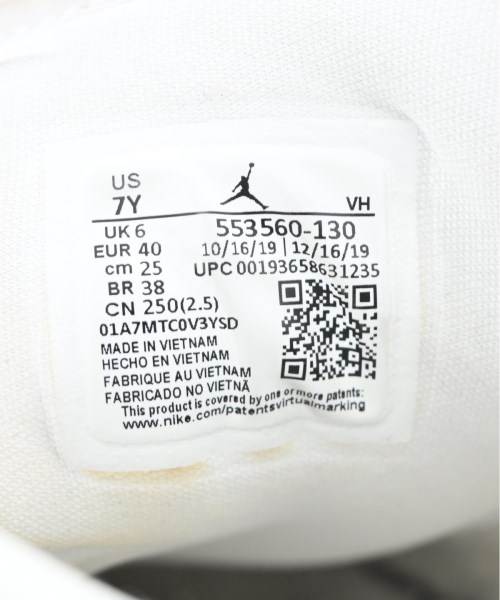 US
7Y
VH
UK 6
553560-130
EUR 40
10/16/19 | 12/16/19
cm 25
UPC 00193658631235
BR 38
CN 250(2.5)
01A7MTC0V3YSD
MADE IN VIETNAM
HECHO EN VIETNAM
FABRIQUE AU VIETNAM
FABRICADO NO VIETNÃ
This product is covered by one or more patents:
www.nike.com/patentsvirtualmarking